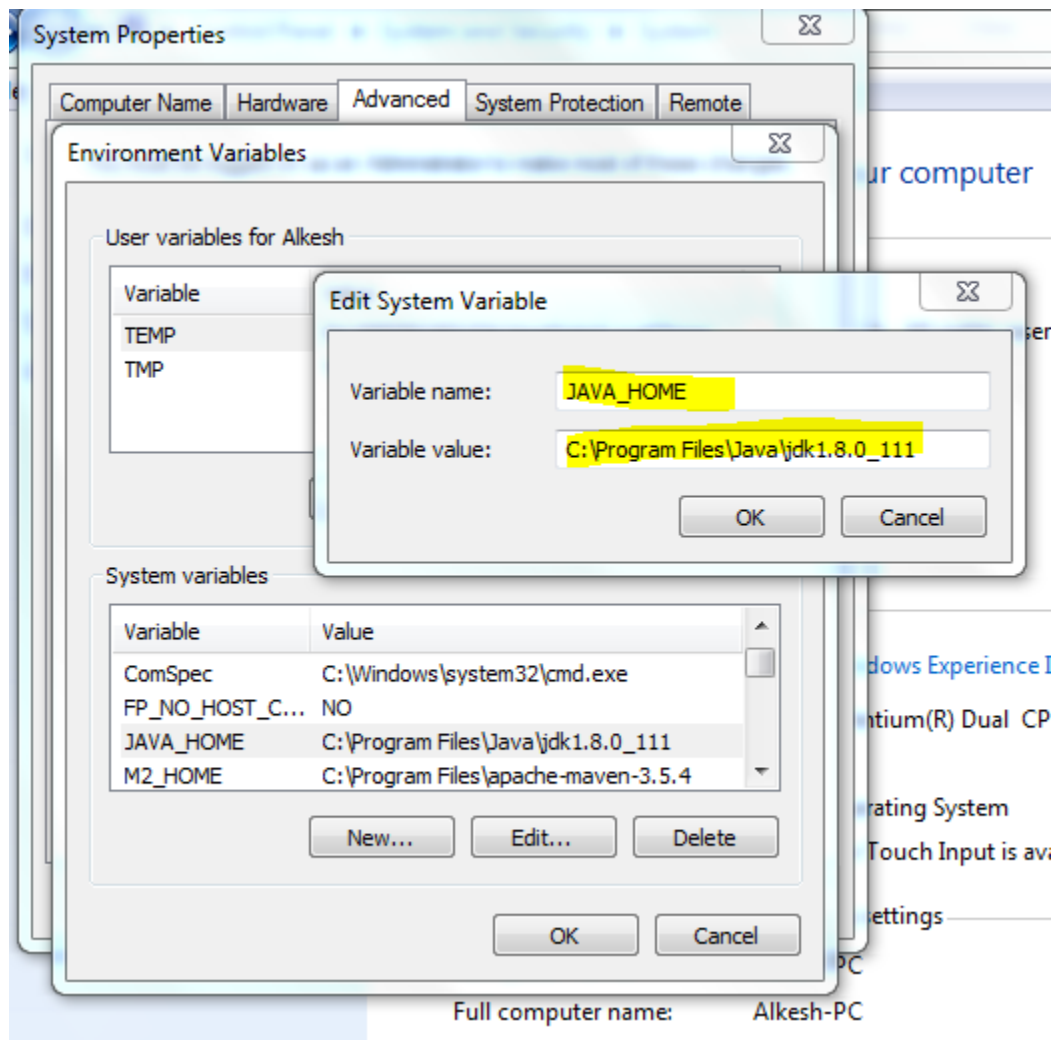 System Properties
Computer Name Hardware Advanced System Protection Remote
Environment Variables
ur computer
User variables for Alkesh
Variable
TEMP
TMP
Edit System Variable
Variable name: JAVA_HOME
Variable value: C:\Program Files\Java\jdk1.8.0_111
OK Cancel
System variables
Variable Value
ComSpec C:\Windows\system32\cmd.exe
FP_NO_HOST_C... NO
JAVA_HOME C:\Program Files\Java\jdk1.8.0_111
M2_HOME C:\Program Files\apache-maven-3.5.4
New... Edit... Delete
OK Cancel
dows Experience I
ntium(R) Dual CP
rating System
Touch Input is ava
ettings
PC
Full computer name: Alkesh-PC